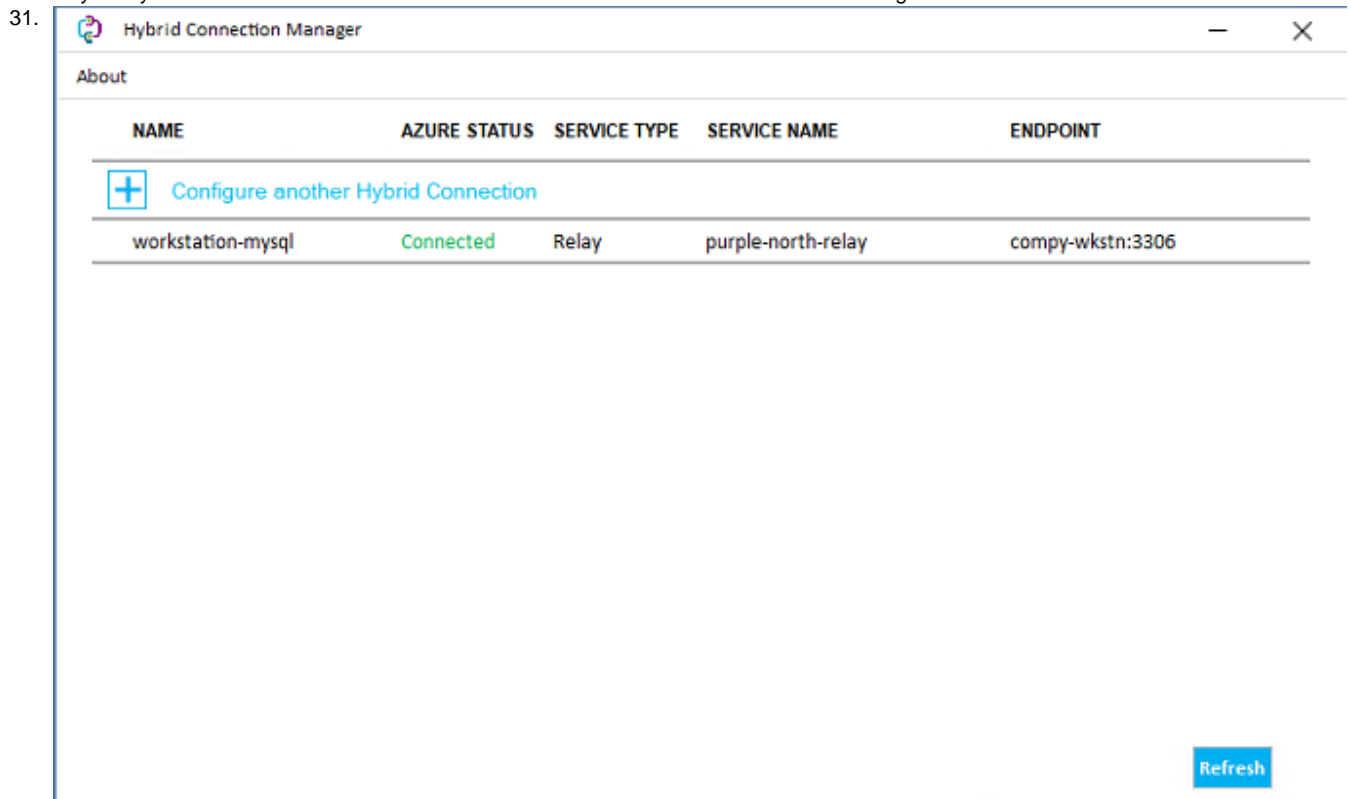 31.
Hybrid Connection Manager
About
NAME AZURE STATUS SERVICE TYPE SERVICE NAME ENDPOINT
Configure another Hybrid Connection
workstation-mysql Connected Relay purple-north-relay compy-wkstn:3306
Refresh